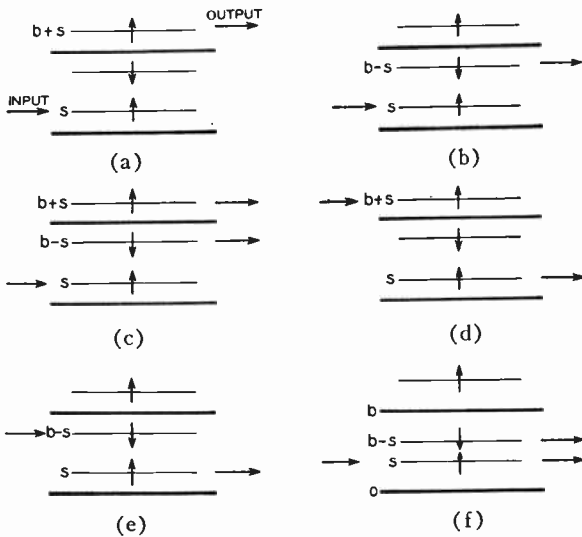 b+s OUTPUT
INPUT s
(a)
b-s
s
(b)
b+s
b-s
s
(c)
b+s
s
(d)
b-s
s
(e)
b
b-s
s
o
(f)